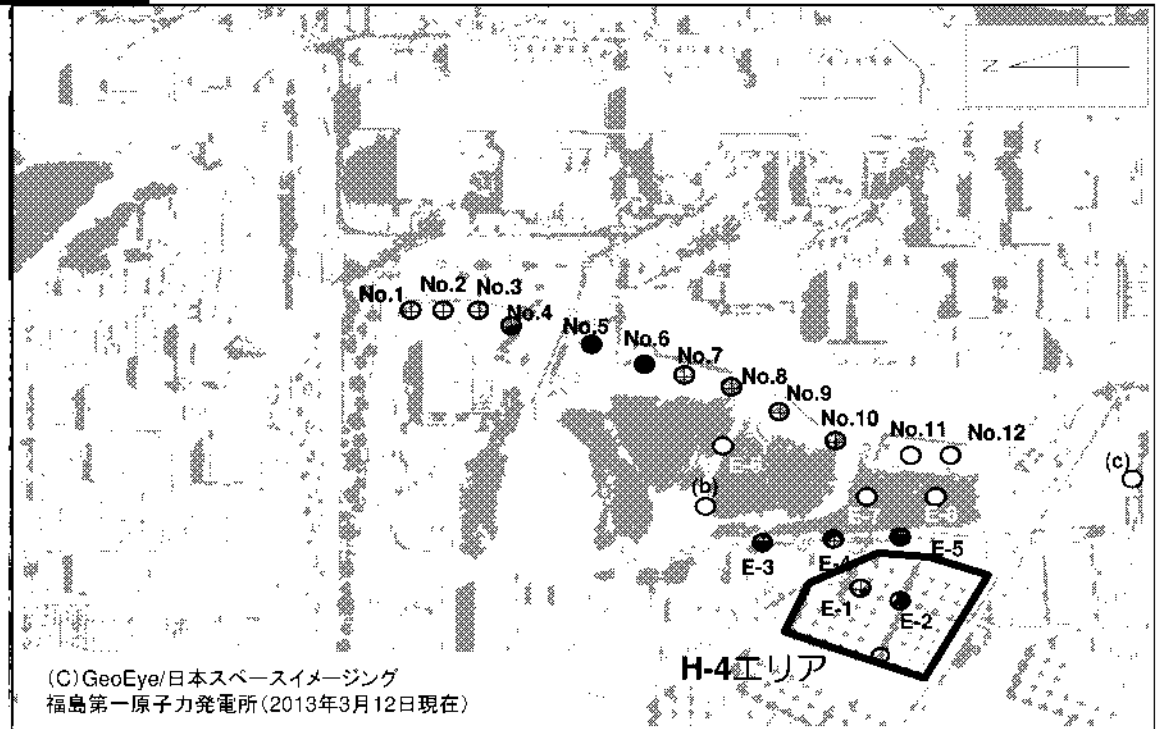 N
No.1
No.2
No.3
No.4
No.5
No.6
No.7
No.8
No.9
No.10
No.11
No.12
(c)
(b)
E-3
E-4
E-5
E-1
E-2
H-4エリア
(C)GeoEye/日本スペースイメージング
福島第一原子力発電所(2013年3月12日現在)